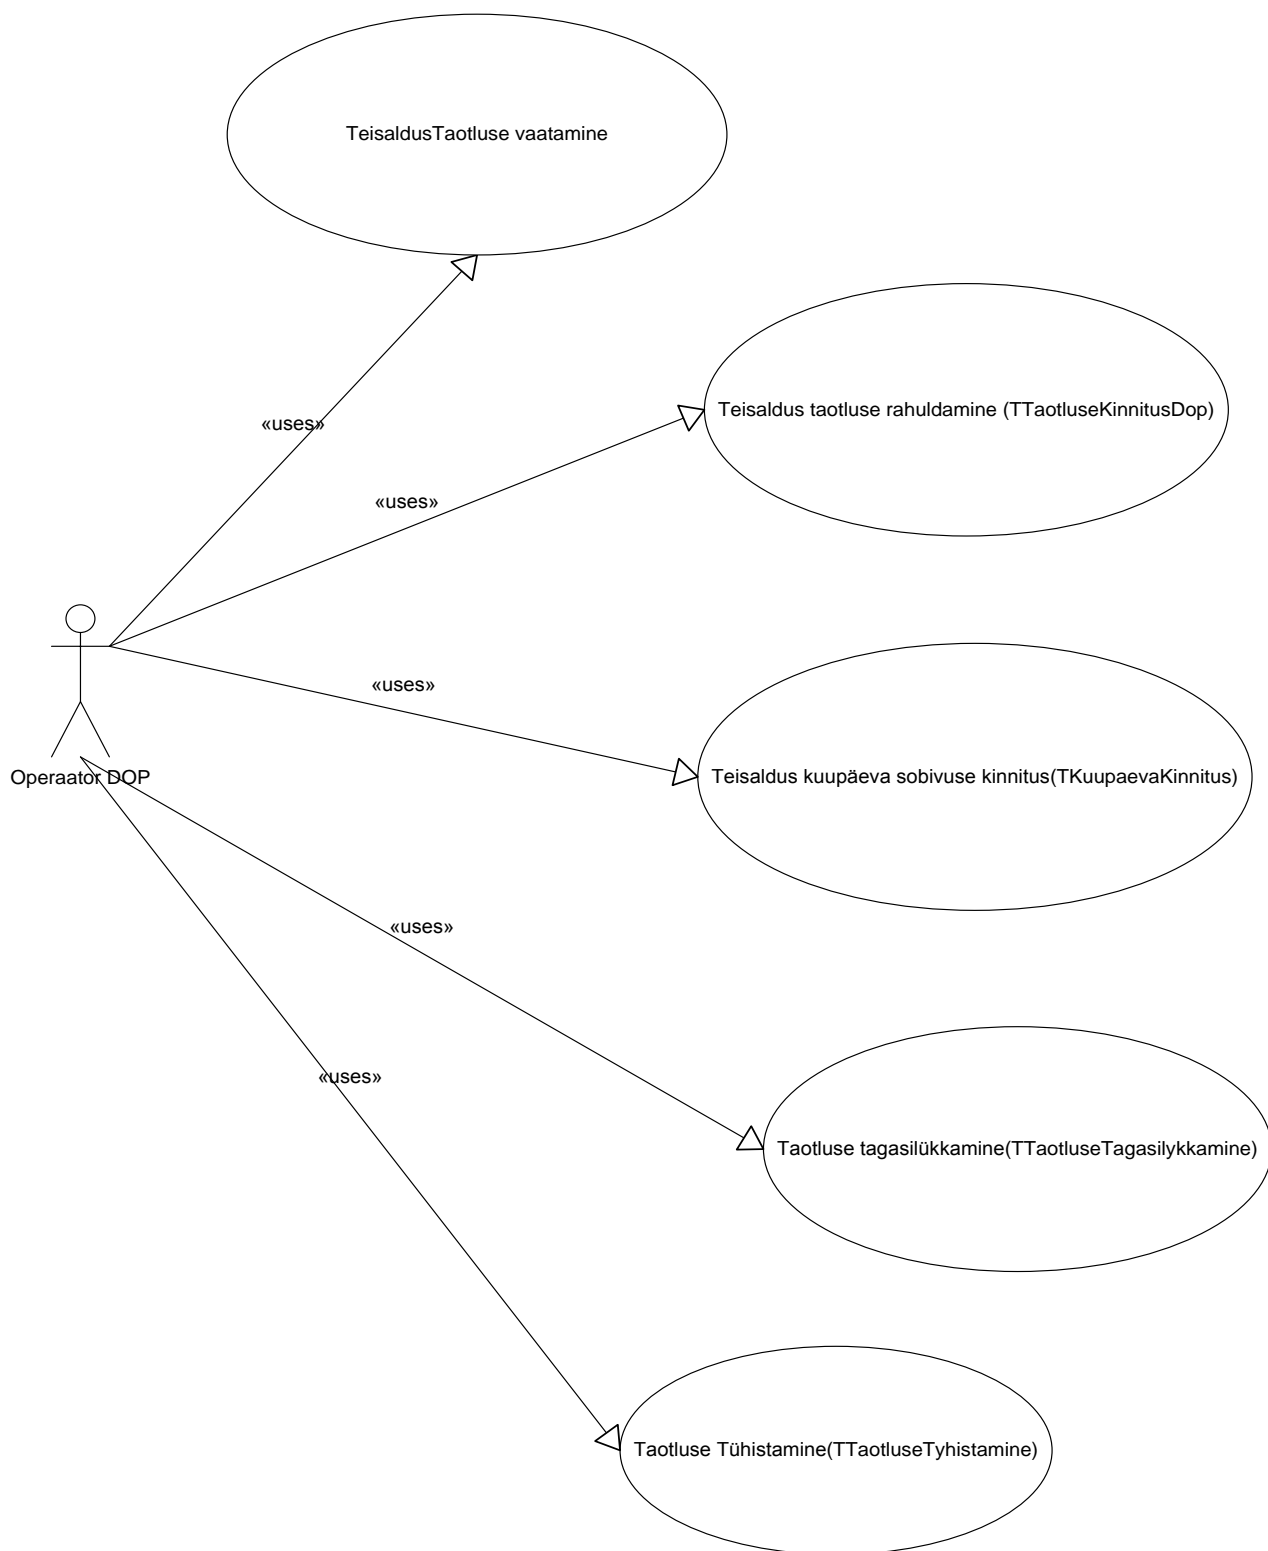 TeisaldusTaotluse vaatamine
«uses»
Teisaldus taotluse rahuldamine (TTaotluseKinnitusDop)
«uses»
«uses»
Teisaldus kuupäeva sobivuse kinnitus(TKuupaevaKinnitus)
Operaator DOP
«uses»
Taotluse tagasilükkamine(TTaotluseTagasilykkamine)
«uses»
Taotluse Tühistamine(TTaotluseTyhistamine)